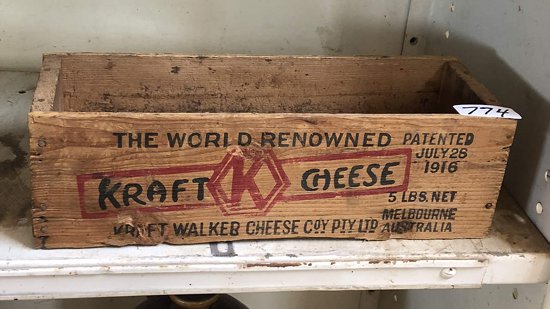 774
THE WORLD RENOWNED PATENTED
JULY 26
1916
KRAFT K CHEESE
5 LBS. NET
MELBOURNE
KRAFT WALKER CHEESE COY PTY LTD AUSTRALIA